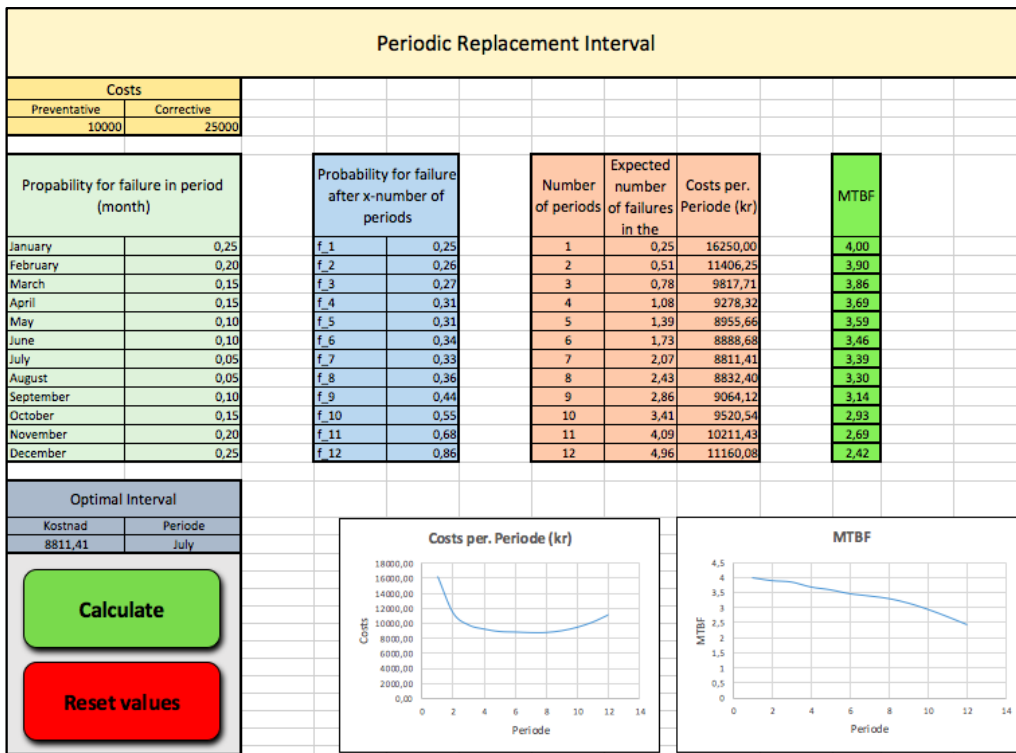 Periodic Replacement Interval
Costs
Preventative Corrective
10000 25000
Propability for failure in period
(month)
January 0,25
February 0,20
March 0,15
April 0,15
May 0,10
June 0,10
July 0,05
August 0,05
September 0,10
October 0,15
November 0,20
December 0,25
Probability for failure
after x-number of
periods
f_1 0,25
f_2 0,26
f_3 0,27
f_4 0,31
f_5 0,31
f_6 0,34
f_7 0,33
f_8 0,36
f_9 0,44
f_10 0,55
f_11 0,68
f_12 0,86
Number
of periods
Expected
number
of failures
in the
Costs per.
Periode (kr)
1 0,25 16250,00
2 0,51 11406,25
3 0,78 9817,71
4 1,08 9278,32
5 1,39 8955,66
6 1,73 8888,68
7 2,07 8811,41
8 2,43 8832,40
9 2,86 9064,12
10 3,41 9520,54
11 4,09 10211,43
12 4,96 11160,08
MTBF
4,00
3,90
3,86
3,69
3,59
3,46
3,39
3,30
3,14
2,93
2,69
2,42
Optimal Interval
Kostnad Periode
8811,41 July
Calculate
Reset values
Costs per. Periode (kr)
18000,00
16000,00
14000,00
12000,00
10000,00
8000,00
6000,00
4000,00
2000,00
0,00
Costs
0 2 4 6 8 10 12 14
Periode
MTBF
4,5
4
3,5
3
2,5
2
1,5
1
0,5
0
MTBF
0 2 4 6 8 10 12 14
Periode